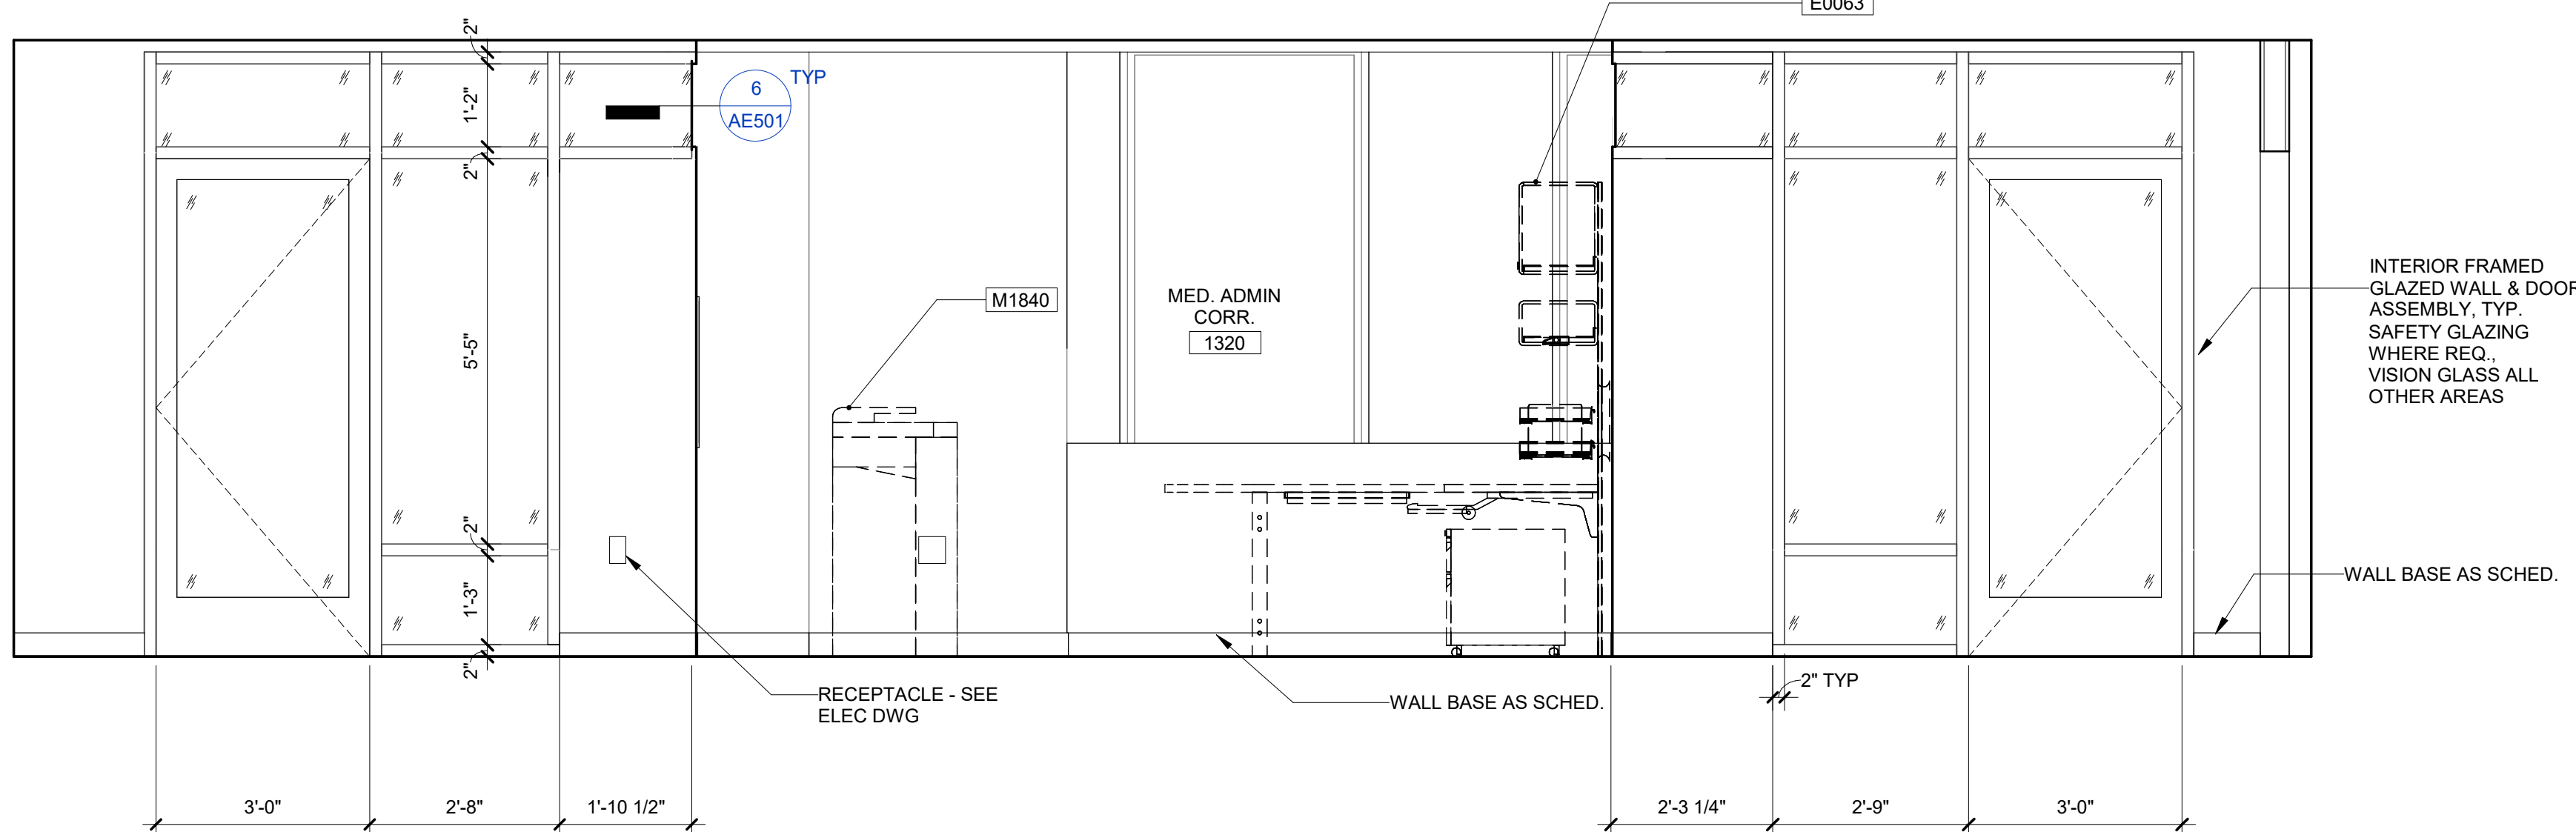 E0063
2"
6
TYP
AE501
1'-2"
2"
INTERIOR FRAMED
GLAZED WALL & DOOR
ASSEMBLY, TYP.
SAFETY GLAZING
WHERE REQ.,
VISION GLASS ALL
OTHER AREAS
M1840
MED. ADMIN
CORR.
1320
5'-5"
2"
1'-3"
2"
WALL BASE AS SCHED.
RECEPTACLE - SEE
ELEC DWG
WALL BASE AS SCHED.
2" TYP
3'-0"
2'-8"
1'-10 1/2"
2'-3 1/4"
2'-9"
3'-0"